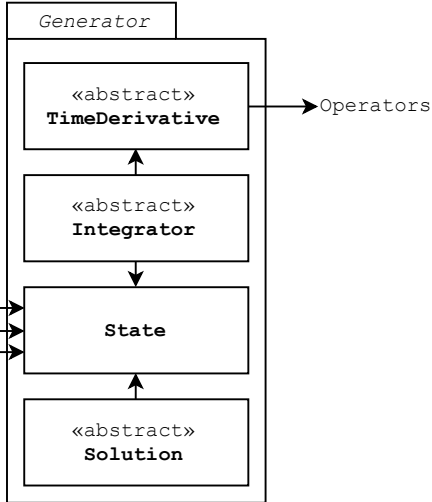 Generator
«abstract»
TimeDerivative
Operators
«abstract»
Integrator
State
«abstract»
Solution